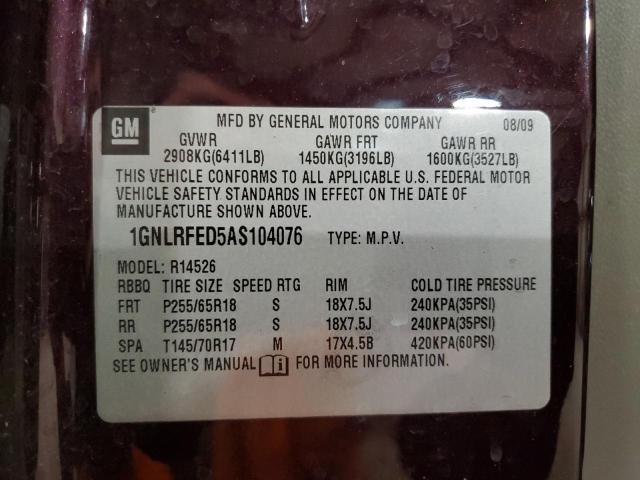 GM
®
MFD BY GENERAL MOTORS COMPANY 08/09
GVWR GAWR FRT GAWR RR
2908KG(6411LB) 1450KG(3196LB) 1600KG(3527LB)
THIS VEHICLE CONFORMS TO ALL APPLICABLE U.S. FEDERAL MOTOR
VEHICLE SAFETY STANDARDS IN EFFECT ON THE DATE OF
MANUFACTURE SHOWN ABOVE.
1GNLRFED5AS104076 TYPE: M.P.V.
MODEL: R14526
RBBQ TIRE SIZE SPEED RTG RIM COLD TIRE PRESSURE
FRT P255/65R18 S 18X7.5J 240KPA(35PSI)
RR P255/65R18 S 18X7.5J 240KPA(35PSI)
SPA T145/70R17 M 17X4.5B 420KPA(60PSI)
SEE OWNER'S MANUAL i FOR MORE INFORMATION.